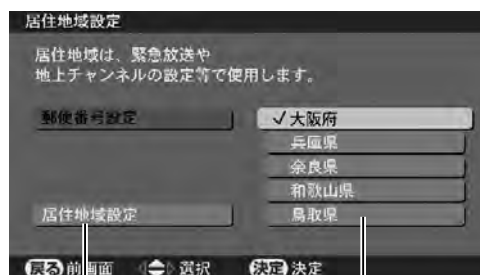 居住地域設定
居住地域は、緊急放送や
地上チャンネルの設定等で使用します。
郵便番号設定
✓大阪府
兵庫県
奈良県
和歌山県
居住地域設定
鳥取県
戻る前画面 選択 決定 決定